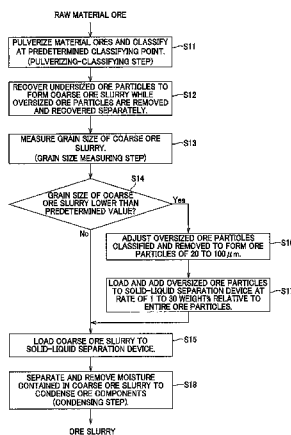 RAW MATERIAL ORE
PULVERIZE MATERIAL ORES AND CLASSIFY
AT PREDETERMINED CLASSIFYING POINT.
(PULVERIZING-CLASSIFYING STEP)
S11
RECOVER UNDERSIZED ORE PARTICLES TO
FORM COARSE ORE SLURRY WHILE
OVERSIZED ORE PARTICLES ARE REMOVED
AND RECOVERED SEPARATELY.
S12
MEASURE GRAIN SIZE OF COARSE ORE
SLURRY.
(GRAIN SIZE MEASURING STEP)
S13
S14
GRAIN SIZE OF COARSE
ORE SLURRY LOWER THAN
PREDETERMINED VALUE?
Yes
No
ADJUST OVERSIZED ORE PARTICLES
CLASSIFIED AND REMOVED TO FORM ORE
PARTICLES OF 20 TO 100μm.
S16
LOAD AND ADD OVERSIZED ORE PARTICLES
TO SOLID-LIQUID SEPARATION DEVICE AT
RATE OF 1 TO 30 WEIGHT% RELATIVE TO
ENTIRE ORE PARTICLES.
LOAD COARSE ORE SLURRY TO
SOLID-LIQUID SEPARATION DEVICE.
S15
SEPARATE AND REMOVE MOISTURE
CONTAINED IN COARSE ORE SLURRY TO
CONDENSE ORE COMPONENTS
(CONDENSING STEP).
S18
ORE SLURRY